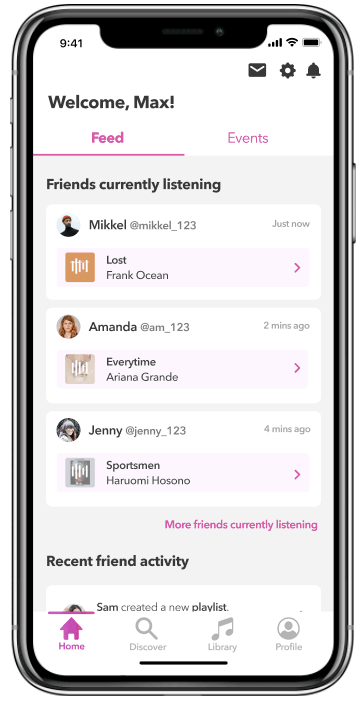 9:41
Welcome, Max!
Feed Events
Friends currently listening
Mikkel @mikkel_123 Just now
Lost
Frank Ocean
Amanda @am_123 2 mins ago
Everytime
Ariana Grande
Jenny @jenny_123 4 mins ago
Sportsmen
Haruomi Hosono
More friends currently listening
Recent friend activity
Sam created a new playlist.
Home Discover Library Profile